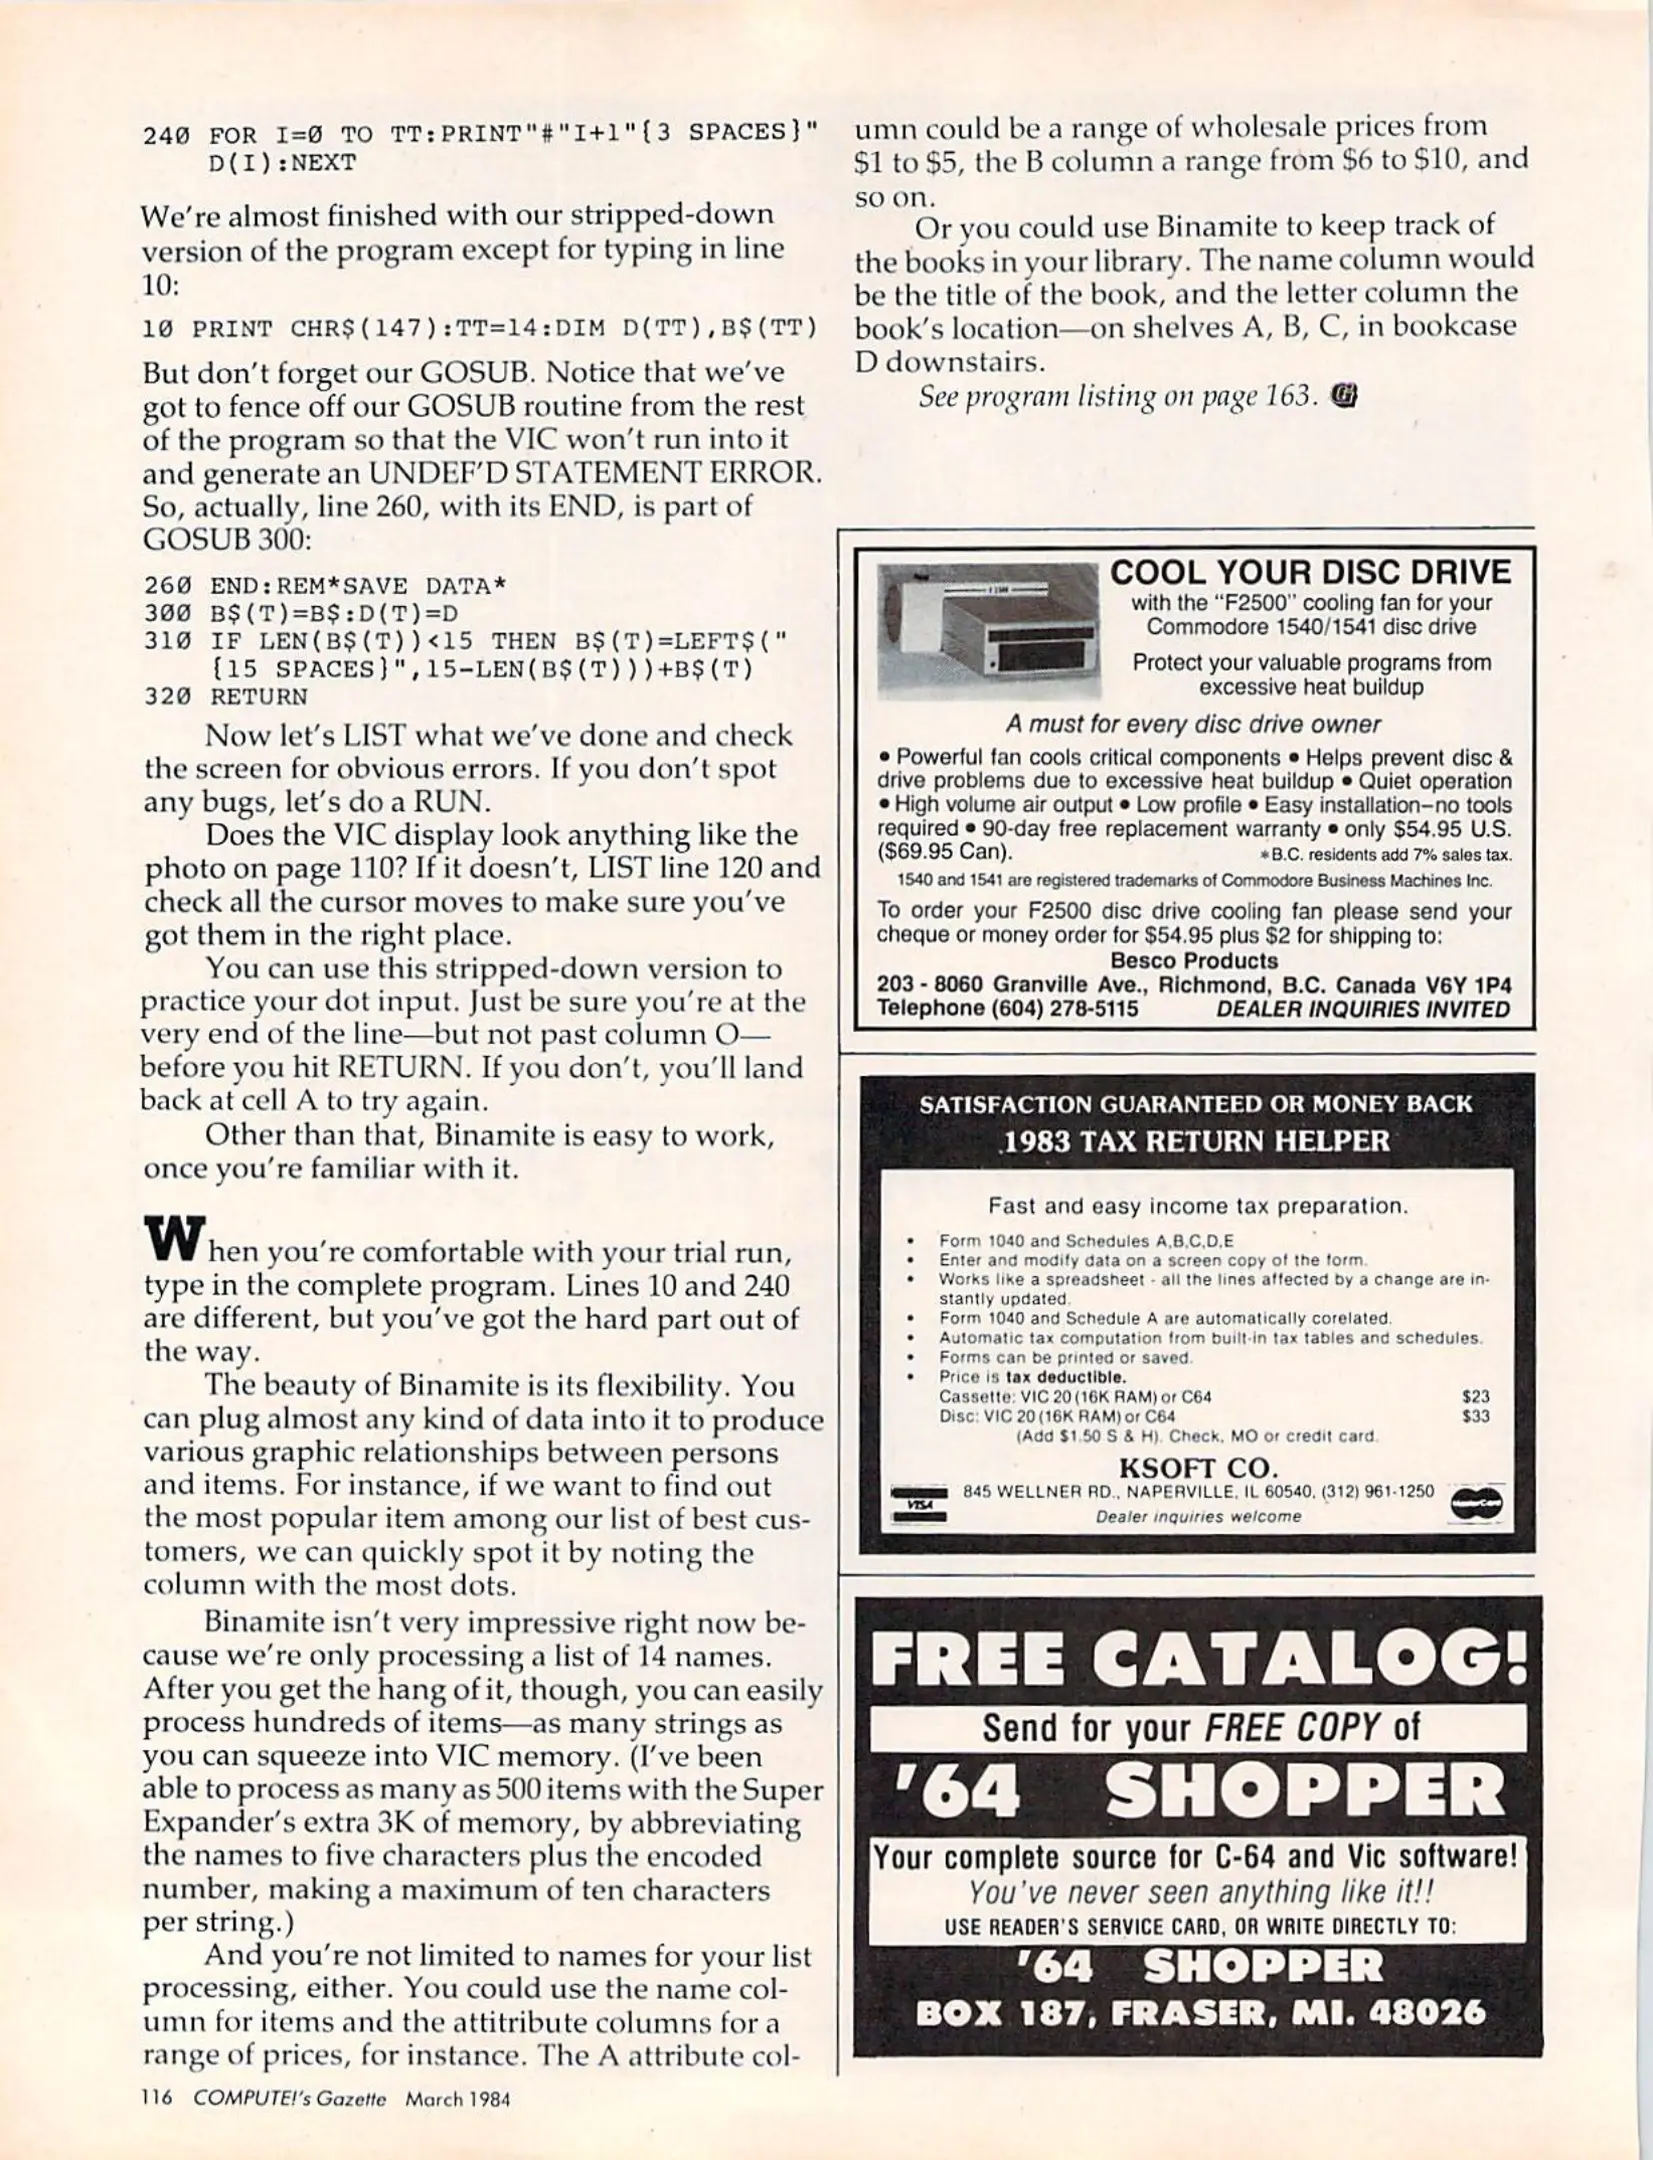 240 FOR I=0 TO TT:PRINT"#"I+1"{3 SPACES}"
D(I):NEXT
We're almost finished with our stripped-down
version of the program except for typing in line
10:
10 PRINT CHR$(147):TT=14:DIM D(TT),B$(TT)
But don't forget our GOSUB. Notice that we've
got to fence off our GOSUB routine from the rest
of the program so that the VIC won't run into it
and generate an UNDEF'D STATEMENT ERROR.
So, actually, line 260, with its END, is part of
GOSUB 300:
260 END:REM*SAVE DATA*
300 B$(T)=B$:D(T)=D
310 IF LEN(B$(T))<15 THEN B$(T)=LEFT$("
{15 SPACES}",15-LEN(B$(T)))+B$(T)
320 RETURN
Now let's LIST what we've done and check
the screen for obvious errors. If you don't spot
any bugs, let's do a RUN.
Does the VIC display look anything like the
photo on page 110? If it doesn't, LIST line 120 and
check all the cursor moves to make sure you've
got them in the right place.
You can use this stripped-down version to
practice your dot input. Just be sure you're at the
very end of the line—but not past column O—
before you hit RETURN. If you don't, you'll land
back at cell A to try again.
Other than that, Binamite is easy to work,
once you're familiar with it.
When you're comfortable with your trial run,
type in the complete program. Lines 10 and 240
are different, but you've got the hard part out of
the way.
The beauty of Binamite is its flexibility. You
can plug almost any kind of data into it to produce
various graphic relationships between persons
and items. For instance, if we want to find out
the most popular item among our list of best cus-
tomers, we can quickly spot it by noting the
column with the most dots.
Binamite isn't very impressive right now be-
cause we're only processing a list of 14 names.
After you get the hang of it, though, you can easily
process hundreds of items—as many strings as
you can squeeze into VIC memory. (I've been
able to process as many as 500 items with the Super
Expander's extra 3K of memory, by abbreviating
the names to five characters plus the encoded
number, making a maximum of ten characters
per string.)
And you're not limited to names for your list
processing, either. You could use the name col-
umn for items and the attitribute columns for a
range of prices, for instance. The A attribute col-
umn could be a range of wholesale prices from
$1 to $5, the B column a range from $6 to $10, and
so on.
Or you could use Binamite to keep track of
the books in your library. The name column would
be the title of the book, and the letter column the
book's location—on shelves A, B, C, in bookcase
D downstairs.
See program listing on page 163.
COOL YOUR DISC DRIVE
with the "F2500" cooling fan for your
Commodore 1540/1541 disc drive
Protect your valuable programs from
excessive heat buildup
A must for every disc drive owner
• Powerful fan cools critical components • Helps prevent disc &
drive problems due to excessive heat buildup • Quiet operation
• High volume air output • Low profile • Easy installation–no tools
required • 90-day free replacement warranty • only $54.95 U.S.
($69.95 Can). *B.C. residents add 7% sales tax.
1540 and 1541 are registered trademarks of Commodore Business Machines Inc.
To order your F2500 disc drive cooling fan please send your
cheque or money order for $54.95 plus $2 for shipping to:
Besco Products
203 - 8060 Granville Ave., Richmond, B.C. Canada V6Y 1P4
Telephone (604) 278-5115 DEALER INQUIRIES INVITED
SATISFACTION GUARANTEED OR MONEY BACK
1983 TAX RETURN HELPER
Fast and easy income tax preparation.
• Form 1040 and Schedules A,B,C,D,E
• Enter and modify data on a screen copy of the form.
• Works like a spreadsheet - all the lines affected by a change are in-
stantly updated.
• Form 1040 and Schedule A are automatically corelated.
• Automatic tax computation from built-in tax tables and schedules.
• Forms can be printed or saved.
• Price is tax deductible.
Cassette: VIC 20 (16K RAM) or C64 $23
Disc: VIC 20 (16K RAM) or C64 $33
(Add $1.50 S & H). Check, MO or credit card.
KSOFT CO.
845 WELLNER RD., NAPERVILLE, IL 60540, (312) 961-1250
VISA
MasterCard
Dealer inquiries welcome
FREE CATALOG!
Send for your FREE COPY of
'64 SHOPPER
Your complete source for C-64 and Vic software!
You've never seen anything like it!!
USE READER'S SERVICE CARD, OR WRITE DIRECTLY TO:
'64 SHOPPER
BOX 187, FRASER, MI. 48026
116 COMPUTE!'s Gazette March 1984